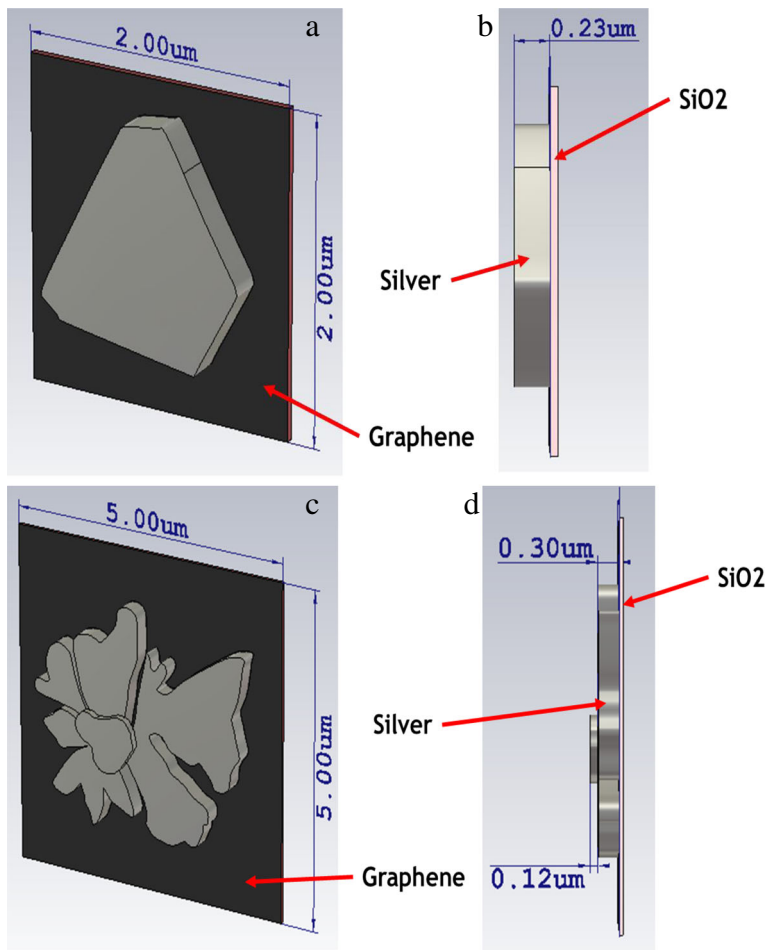 a
2.00um
2.00um
Graphene
b
0.23um
SiO2
Silver
c
5.00um
5.00um
Graphene
d
0.30um
SiO2
Silver
0.12um